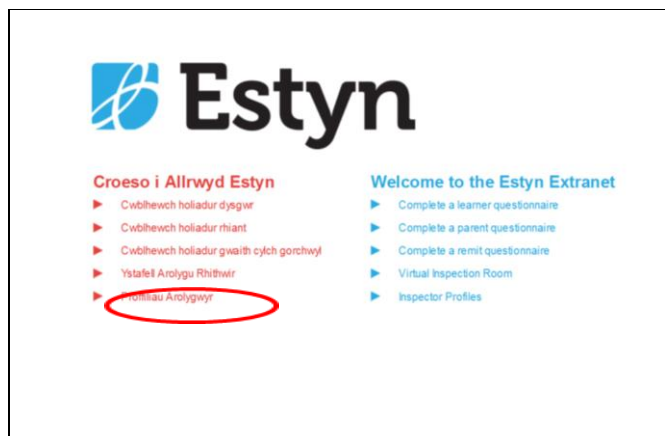 Estyn
Croeso i Allrwyd Estyn
Cwblhewch holiadur dysgwr
Cwblhewch holiadur rhiant
Cwblhewch holiadur gwaith cylch gorchwyl
Ystafell Arolygu Rhithwir
Proffiliau Arolygwyr
Welcome to the Estyn Extranet
Complete a learner questionnaire
Complete a parent questionnaire
Complete a remit questionnaire
Virtual Inspection Room
Inspector Profiles